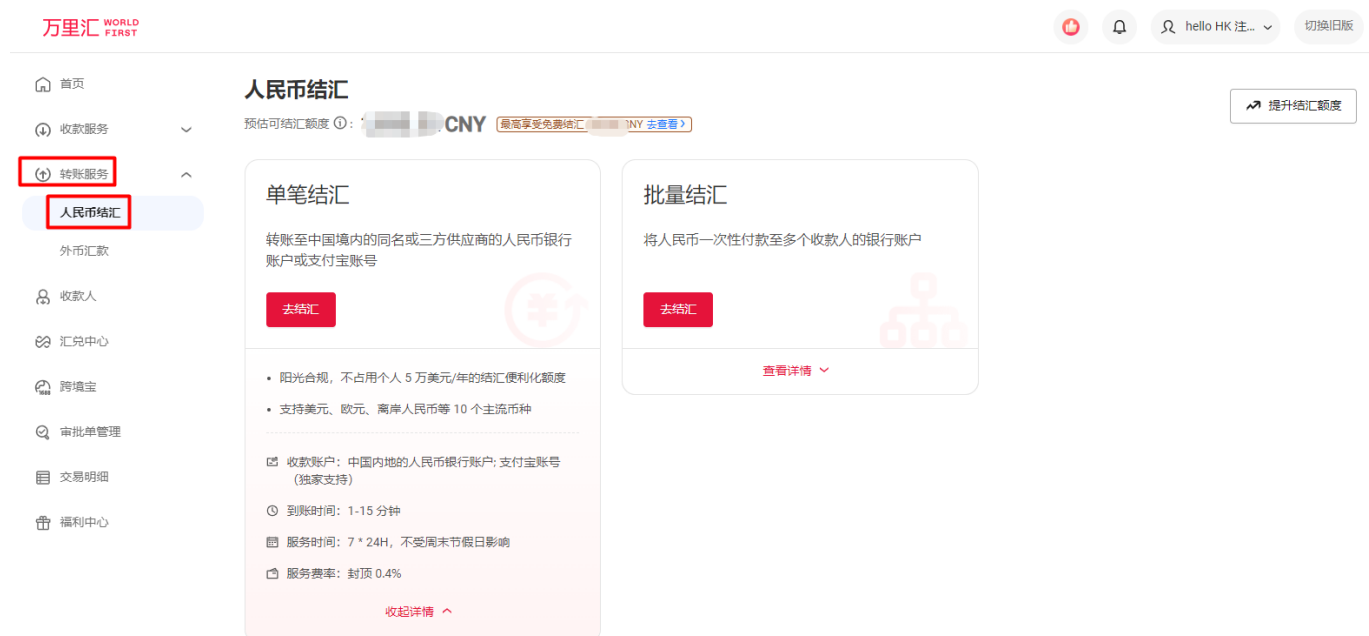 万里汇 WORLD FIRST
hello HK 注...
切换旧版
首页
收款服务
转账服务
人民币结汇
外币汇款
收款人
汇兑中心
跨境宝
审批单管理
交易明细
福利中心
人民币结汇
提升结汇额度
预估可结汇额度 : CNY 最高享受免费结汇 NY 去查看 >
单笔结汇
转账至中国境内的同名或三方供应商的人民币银行
账户或支付宝账号
去结汇
• 阳光合规，不占用个人 5 万美元/年的结汇便利化额度
• 支持美元、欧元、离岸人民币等 10 个主流币种
收款账户：中国内地的人民币银行账户; 支付宝账号
（独家支持）
到账时间：1-15 分钟
服务时间：7 * 24H，不受周末节假日影响
服务费率：封顶 0.4%
收起详情
批量结汇
将人民币一次性付款至多个收款人的银行账户
去结汇
查看详情